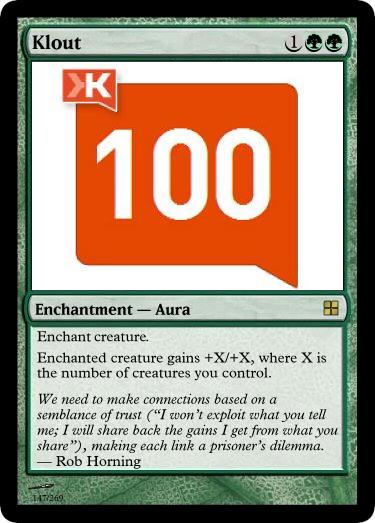 Klout 1
K
100
Enchantment — Aura
Enchant creature.
Enchanted creature gains +X/+X, where X is
the number of creatures you control.
We need to make connections based on a
semblance of trust (“I won’t exploit what you tell
me; I will share back the gains I get from what you
share”), making each link a prisoner’s dilemma.
— Rob Horning
147/269